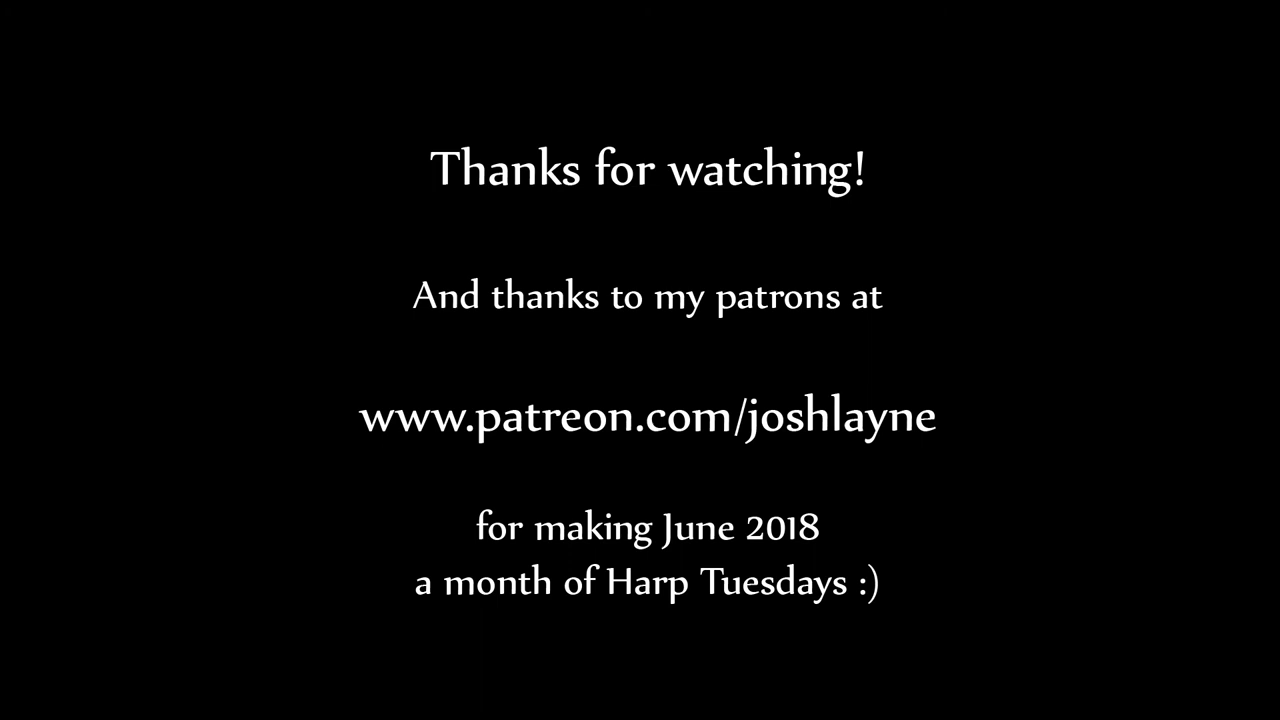 Thanks for watching!
And thanks to my patrons at
www.patreon.com/joshlayne
for making June 2018
a month of Harp Tuesdays :)